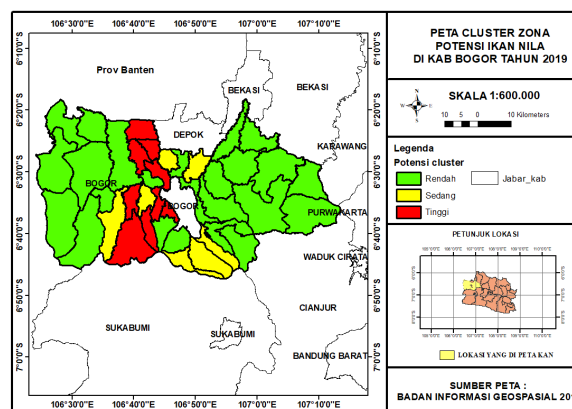 106°30'0"E 106°40'0"E 106°50'0"E 107°0'0"E 107°10'0"E
6°10'0"S
6°20'0"S
6°30'0"S
6°40'0"S
6°50'0"S
7°0'0"S
Prov Banten
BEKASI
BEKASI
DEPOK
KARAWANG
BOGOR
BOGOR
PURWAKARTA
WADUK CIRATA
CIANJUR
SUKABUMI
SUKABUMI
BANDUNG BARAT
106°30'0"E 106°40'0"E 106°50'0"E 107°0'0"E 107°10'0"E
6°10'0"S
6°20'0"S
6°30'0"S
6°40'0"S
6°50'0"S
7°0'0"S
PETA CLUSTER ZONA
POTENSI IKAN NILA
DI KAB BOGOR TAHUN 2019
SKALA 1:600.000
N
W E
S
10 5 0 10 Kilometers
Legenda
Potensi cluster
Rendah Jabar_kab
Sedang
Tinggi
PETUNJUK LOKASI
LOKASI YANG DI PETAKAN
SUMBER PETA :
BADAN INFORMASI GEOSPASIAL 201